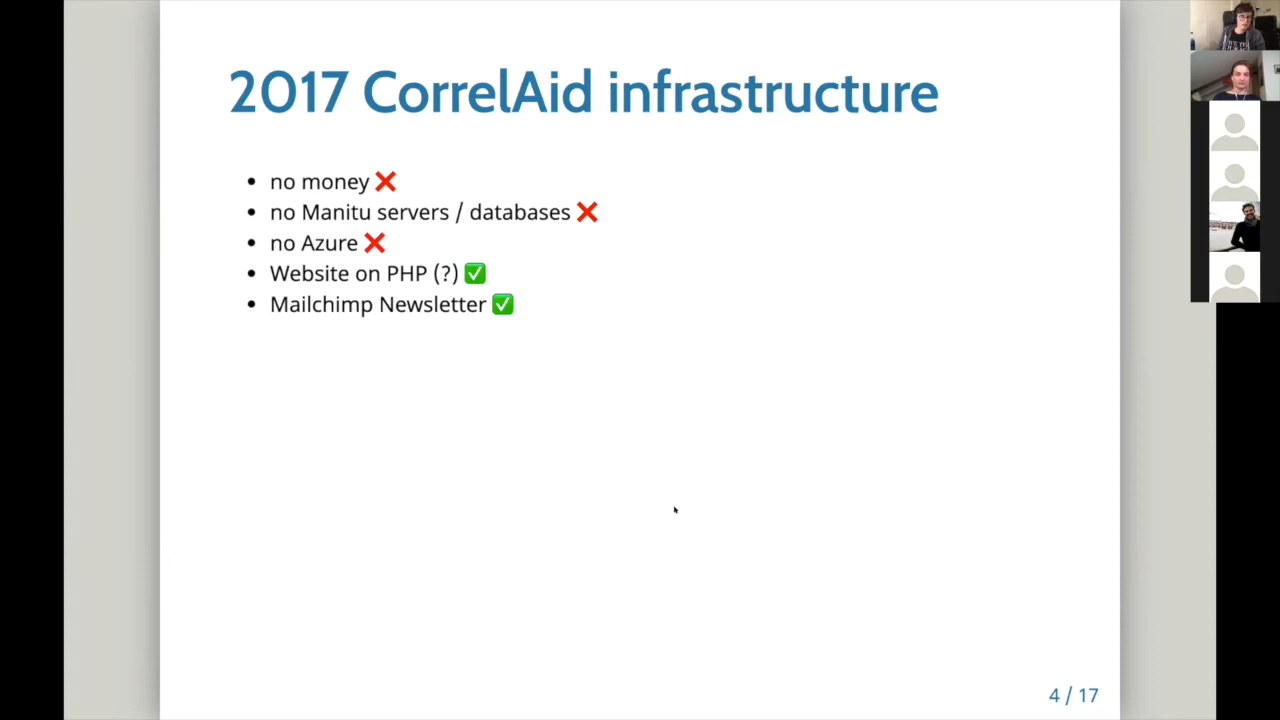 2017 CorrelAid infrastructure
• no money ❌
• no Manitu servers / databases ❌
• no Azure ❌
• Website on PHP (?) ✅
• Mailchimp Newsletter ✅
4 / 17